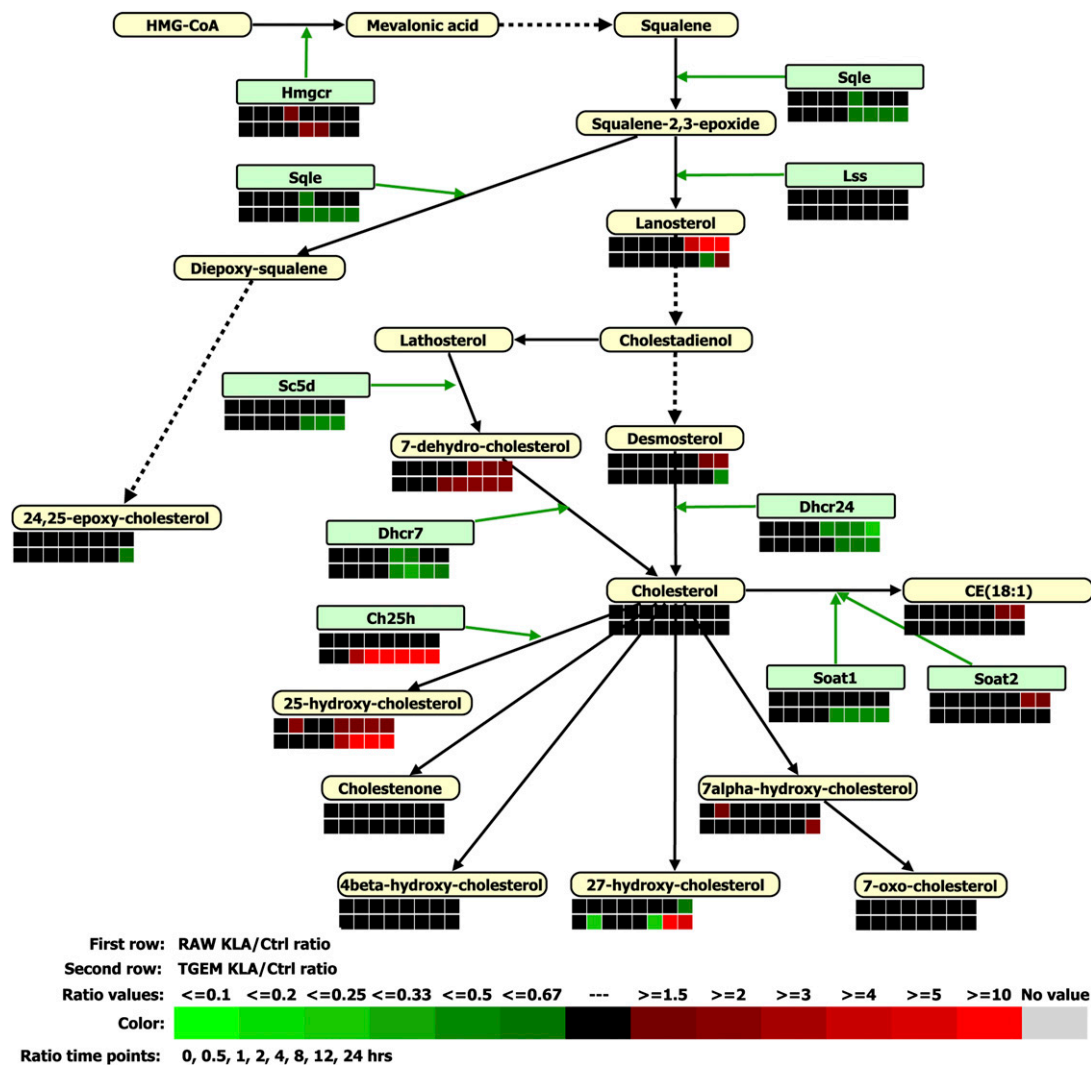 HMG-CoA
Mevalonic acid
Squalene
Hmgcr
Sqle
Squalene-2,3-epoxide
Sqle
Lss
Lanosterol
Diepoxy-squalene
Lathosterol
Cholestadienol
Sc5d
7-dehydro-cholesterol
Desmosterol
24,25-epoxy-cholesterol
Dhcr7
Dhcr24
Cholesterol
CE(18:1)
Ch25h
Soat1
Soat2
25-hydroxy-cholesterol
Cholestenone
7alpha-hydroxy-cholesterol
4beta-hydroxy-cholesterol
27-hydroxy-cholesterol
7-oxo-cholesterol
First row: RAW KLA/Ctrl ratio
Second row: TGEM KLA/Ctrl ratio
Ratio values: <=0.1 <=0.2 <=0.25 <=0.33 <=0.5 <=0.67 --- >=1.5 >=2 >=3 >=4 >=5 >=10 No value
Color:
Ratio time points: 0, 0.5, 1, 2, 4, 8, 12, 24 hrs